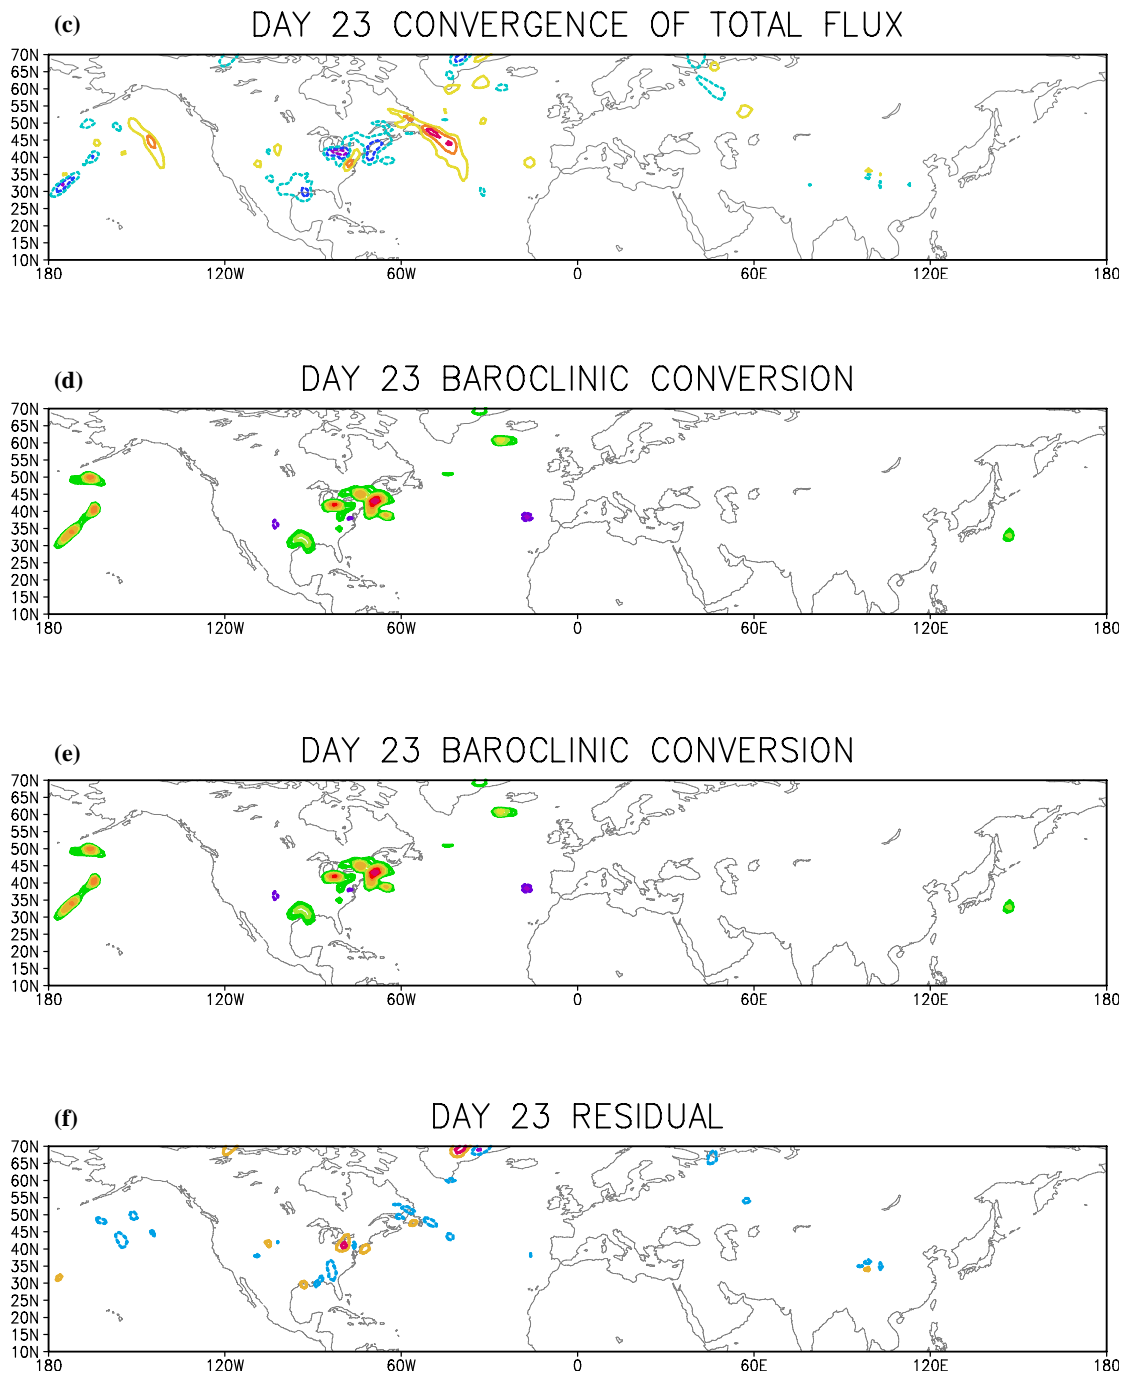 (c) DAY 23 CONVERGENCE OF TOTAL FLUX
70N
65N
60N
55N
50N
45N
40N
35N
30N
25N
20N
15N
10N
180 120W 60W 0 60E 120E 180
(d) DAY 23 BAROCLINIC CONVERSION
70N
65N
60N
55N
50N
45N
40N
35N
30N
25N
20N
15N
10N
180 120W 60W 0 60E 120E 180
(e) DAY 23 BAROCLINIC CONVERSION
70N
65N
60N
55N
50N
45N
40N
35N
30N
25N
20N
15N
10N
180 120W 60W 0 60E 120E 180
(f) DAY 23 RESIDUAL
70N
65N
60N
55N
50N
45N
40N
35N
30N
25N
20N
15N
10N
180 120W 60W 0 60E 120E 180